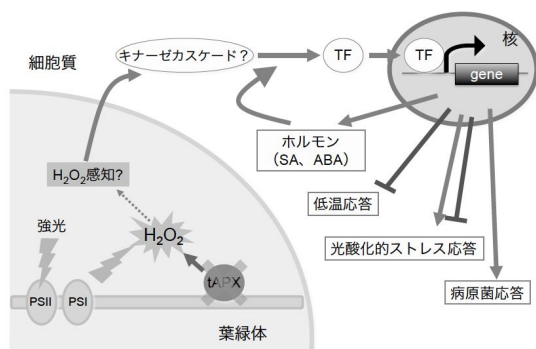 細胞質
キナーゼカスケード？
TF
TF
核
gene
ホルモン
（SA、ABA）
H₂O₂感知?
低温応答
強光
H₂O₂
光酸化的ストレス応答
tAPX
PSII
PSI
病原菌応答
葉緑体